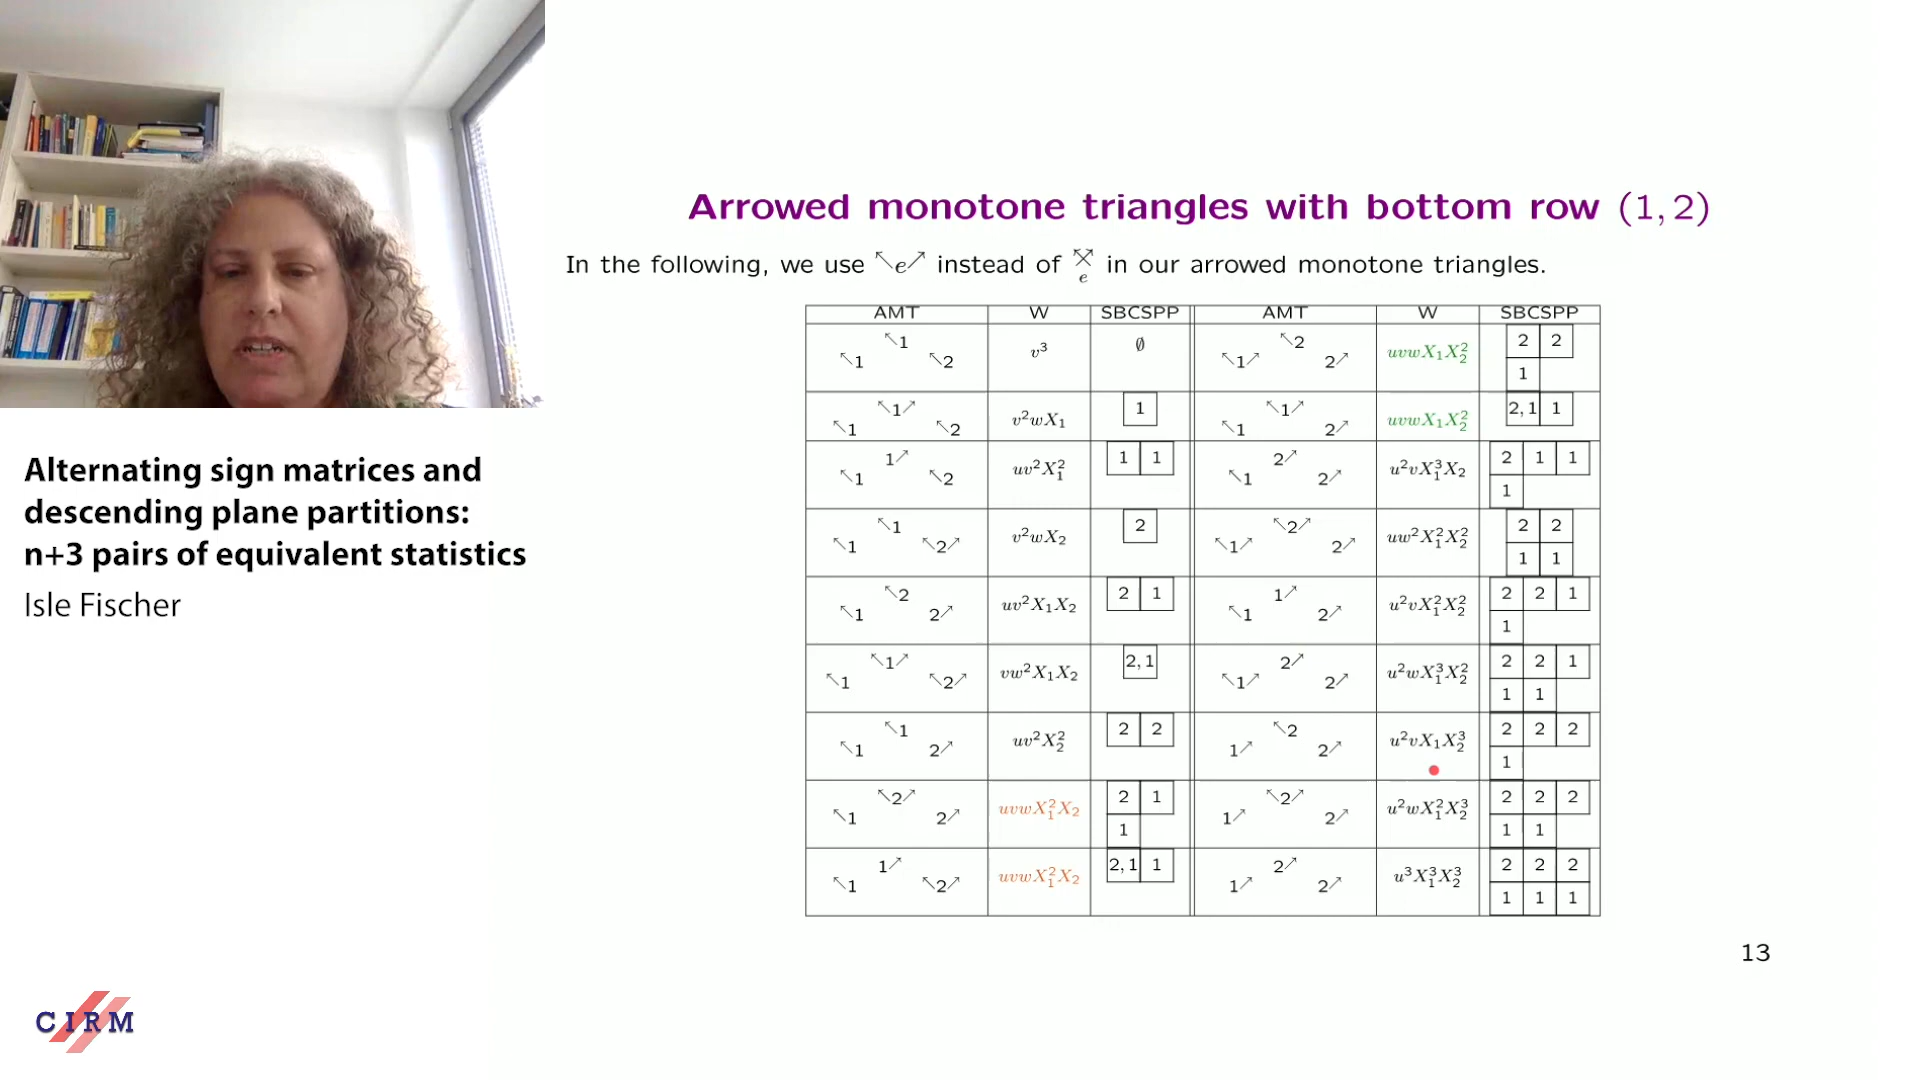 Alternating sign matrices and
descending plane partitions:
n+3 pairs of equivalent statistics
Isle Fischer
CIRM
Arrowed monotone triangles with bottom row (1, 2)
In the following, we use ↖e↗ instead of ↖↗ e in our arrowed monotone triangles.
AMT W SBCSPP AMT W SBCSPP
↖1 ↖1 ↖2 v³ ∅ ↖2 ↖1↗ 2↗ uvwX₁X₂² 2 2 1
↖1↗ ↖1 ↖2 v²wX₁ 1 ↖1↗ ↖1 2↗ uvwX₁X₂² 2,1 1
1↗ ↖1 ↖2 uv²X₁² 1 1 2↗ ↖1 2↗ u²vX₁³X₂ 2 1 1 1
↖1 ↖1 ↖2↗ v²wX₂ 2 ↖2↗ ↖1↗ 2↗ uw²X₁²X₂² 2 2 1 1
↖2 ↖1 2↗ uv²X₁X₂ 2 1 1↗ ↖1 2↗ u²vX₁²X₂² 2 2 1 1
↖1↗ ↖1 ↖2↗ vw²X₁X₂ 2,1 2↗ ↖1↗ 2↗ u²wX₁³X₂² 2 2 1 1 1
↖1 ↖1 2↗ uv²X₂² 2 2 ↖2 1↗ 2↗ u²vX₁X₂³ 2 2 2 1
↖2↗ ↖1 2↗ uvwX₁²X₂ 2 1 1 ↖2↗ 1↗ 2↗ u²wX₁²X₂³ 2 2 2 1 1
1↗ ↖1 ↖2↗ uvwX₁²X₂ 2,1 1 2↗ 1↗ 2↗ u³X₁³X₂³ 2 2 2 1 1 1
13